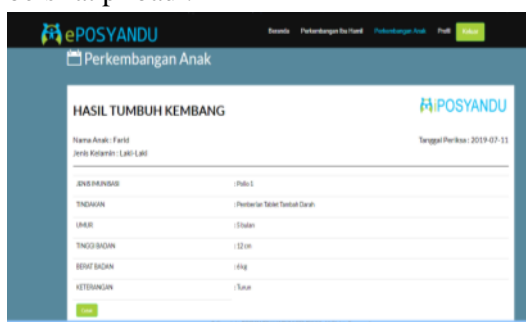 ePOSYANDU
Beranda Perkembangan Ibu Hamil Perkembangan Anak Profil Keluar
Perkembangan Anak
HASIL TUMBUH KEMBANG
iPOSYANDU
Nama Anak : Farid
Tanggal Periksa : 2019-07-11
Jenis Kelamin : Laki-Laki
JENIS IMUNISASI : Polio 1
TINDAKAN : Pemberian Tablet Tambah Darah
UMUR : 5 bulan
TINGGI BADAN : 12 cm
BERAT BADAN : 6 kg
KETERANGAN : Turun